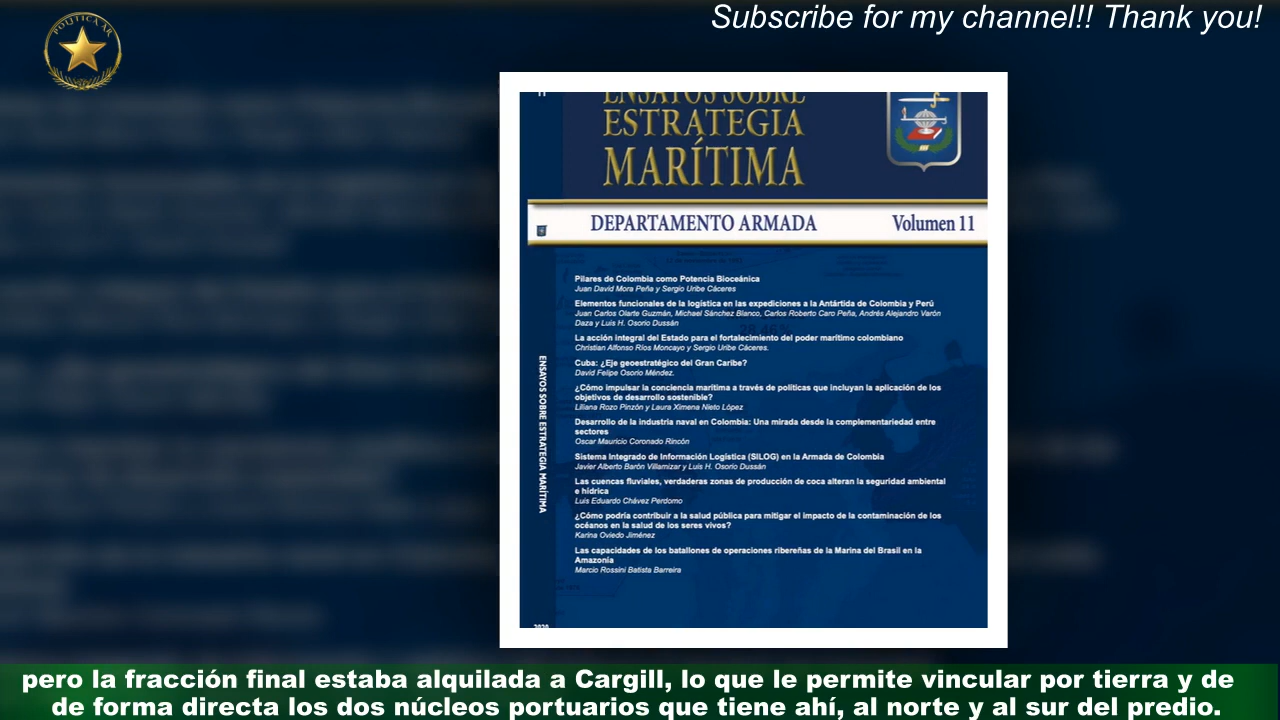 Subscribe for my channel!! Thank you!
POLITICA AR
ENSAYOS SOBRE
ESTRATEGIA
MARÍTIMA
DEPARTAMENTO ARMADA Volumen 11
Pilares de Colombia como Potencia Bioceánica
Juan David Mora Peña y Sergio Uribe Cáceres
Elementos funcionales de la logística en las expediciones a la Antártida de Colombia y Perú
Juan Carlos Olarte Guzmán, Michael Sánchez Blanco, Carlos Roberto Caro Peña, Andrés Alejandro Varón
Daza y Luis H. Osorio Dussán
La acción integral del Estado para el fortalecimiento del poder marítimo colombiano
Christian Alfonso Ríos Moncayo y Sergio Uribe Cáceres.
Cuba: ¿Eje geoestratégico del Gran Caribe?
David Felipe Osorio Méndez.
¿Cómo impulsar la conciencia marítima a través de políticas que incluyan la aplicación de los
objetivos de desarrollo sostenible?
Liliana Rozo Pinzón y Laura Ximena Nieto López
Desarrollo de la industria naval en Colombia: Una mirada desde la complementariedad entre
sectores
Oscar Mauricio Coronado Rincón
Sistema Integrado de Información Logística (SILOG) en la Armada de Colombia
Javier Alberto Barón Villamizar y Luis H. Osorio Dussán
Las cuencas fluviales, verdaderas zonas de producción de coca alteran la seguridad ambiental
e hídrica
Luis Eduardo Chávez Perdomo
¿Cómo podría contribuir a la salud pública para mitigar el impacto de la contaminación de los
océanos en la salud de los seres vivos?
Karina Oviedo Jiménez
Las capacidades de los batallones de operaciones ribereñas de la Marina del Brasil en la
Amazonía
Marcio Rossini Batista Barreira
ENSAYOS SOBRE ESTRATEGIA MARÍTIMA
2020
pero la fracción final estaba alquilada a Cargill, lo que le permite vincular por tierra y de
de forma directa los dos núcleos portuarios que tiene ahí, al norte y al sur del predio.